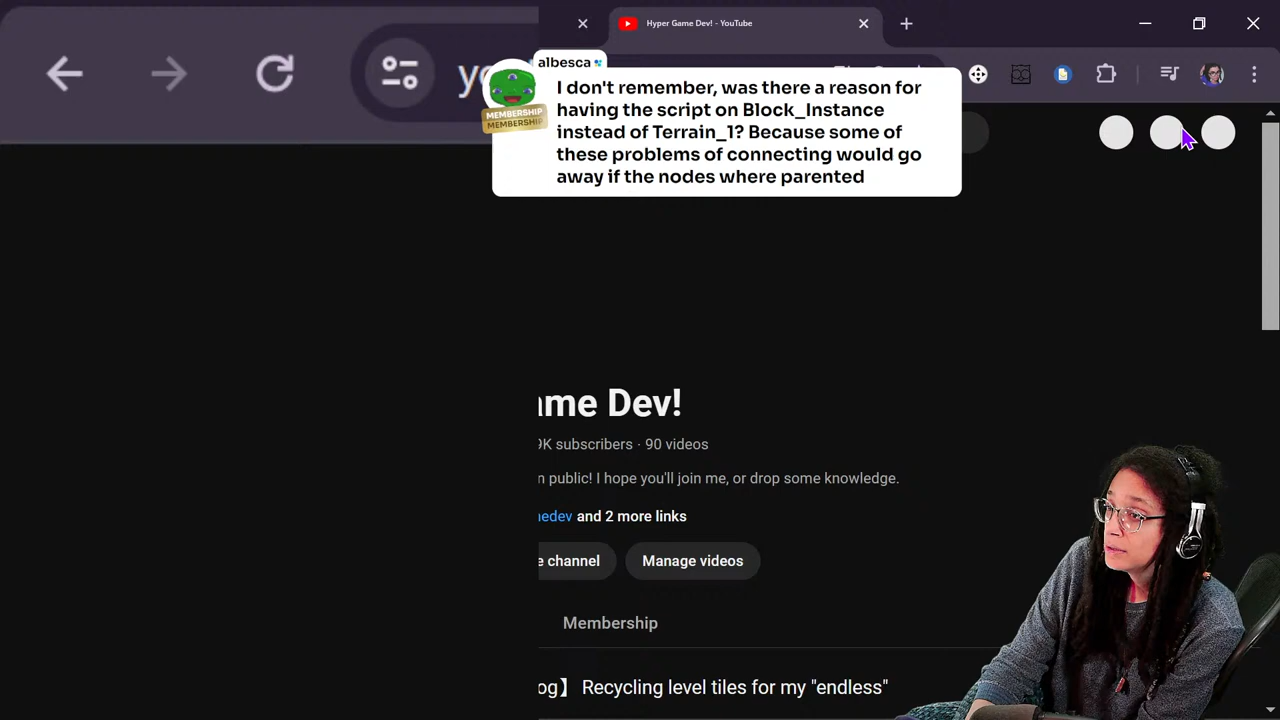 Hyper Game Dev! - YouTube
albesca
I don't remember, was there a reason for
having the script on Block_Instance
instead of Terrain_1? Because some of
these problems of connecting would go
away if the nodes where parented
MEMBERSHIP
MEMBERSHIP
ame Dev!
9K subscribers · 90 videos
n public! I hope you'll join me, or drop some knowledge.
nedev and 2 more links
e channel
Manage videos
Membership
og】 Recycling level tiles for my "endless"